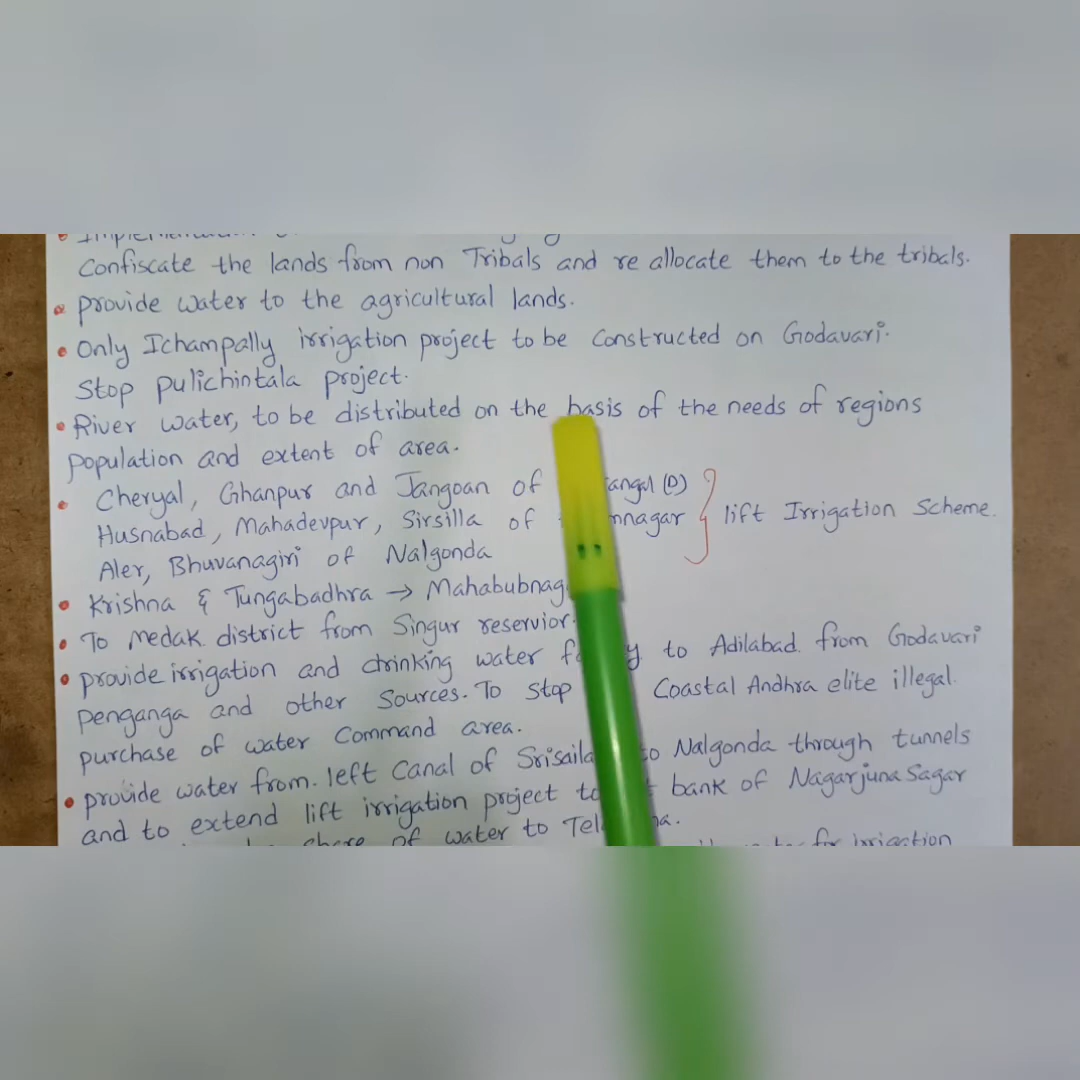 Confiscate the lands from non Tribals and re allocate them to the tribals.
• provide water to the agricultural lands.
• Only Ichampally irrigation project to be constructed on Godavari.
Stop pulichintala project.
• River water, to be distributed on the basis of the needs of regions
population and extent of area.
• Cheryal, Ghanpur and Jangoan of (D)
Husnabad, Mahadevpur, Sirsilla of
lift Irrigation Scheme.
Aler, Bhuvanagiri of Nalgonda
• Krishna & Tungabadhra →
• To Medak district from Singur reservior.
• provide irrigation and drinking water to Adilabad from Godavari
penganga and other Sources. To stop Coastal Andhra elite illegal.
purchase of water Command area.
• provide water from. left Canal of to Nalgonda through tunnels
and to extend lift irrigation project bank of Nagarjuna Sagar
of water to
for irrigation